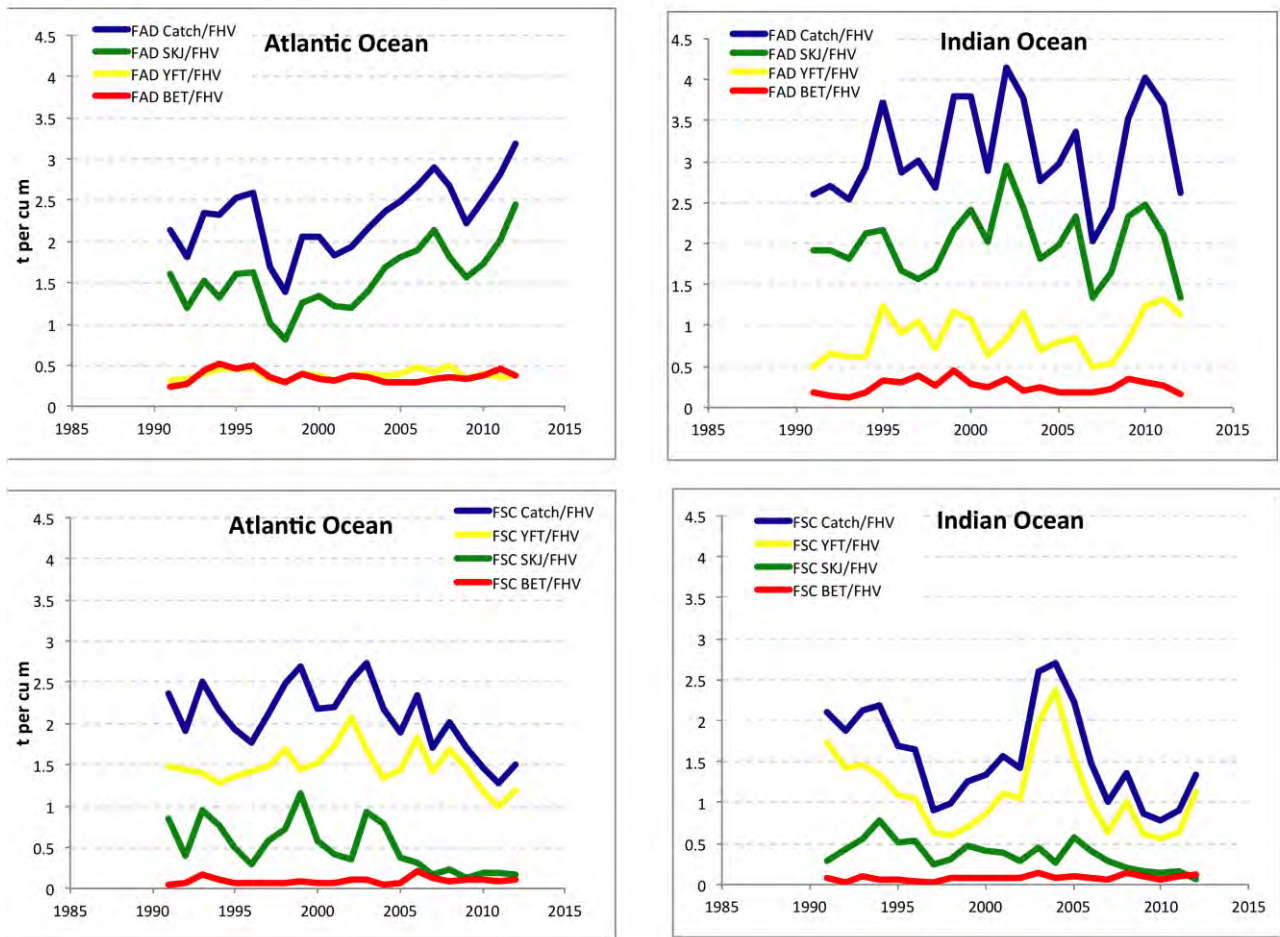 FAD Catch/FHV
FAD SKJ/FHV
FAD YFT/FHV
FAD BET/FHV
Atlantic Ocean
4.5
4
3.5
3
2.5
2
1.5
1
0.5
0
t per cu m
1985 1990 1995 2000 2005 2010 2015
FAD Catch/FHV
FAD SKJ/FHV
FAD YFT/FHV
FAD BET/FHV
Indian Ocean
4.5
4
3.5
3
2.5
2
1.5
1
0.5
0
1985 1990 1995 2000 2005 2010 2015
Atlantic Ocean
FSC Catch/FHV
FSC YFT/FHV
FSC SKJ/FHV
FSC BET/FHV
4.5
4
3.5
3
2.5
2
1.5
1
0.5
0
t per cu m
1985 1990 1995 2000 2005 2010 2015
FSC Catch/FHV
FSC YFT/FHV
FSC SKJ/FHV
FSC BET/FHV
Indian Ocean
4.5
4
3.5
3
2.5
2
1.5
1
0.5
0
1985 1990 1995 2000 2005 2010 2015